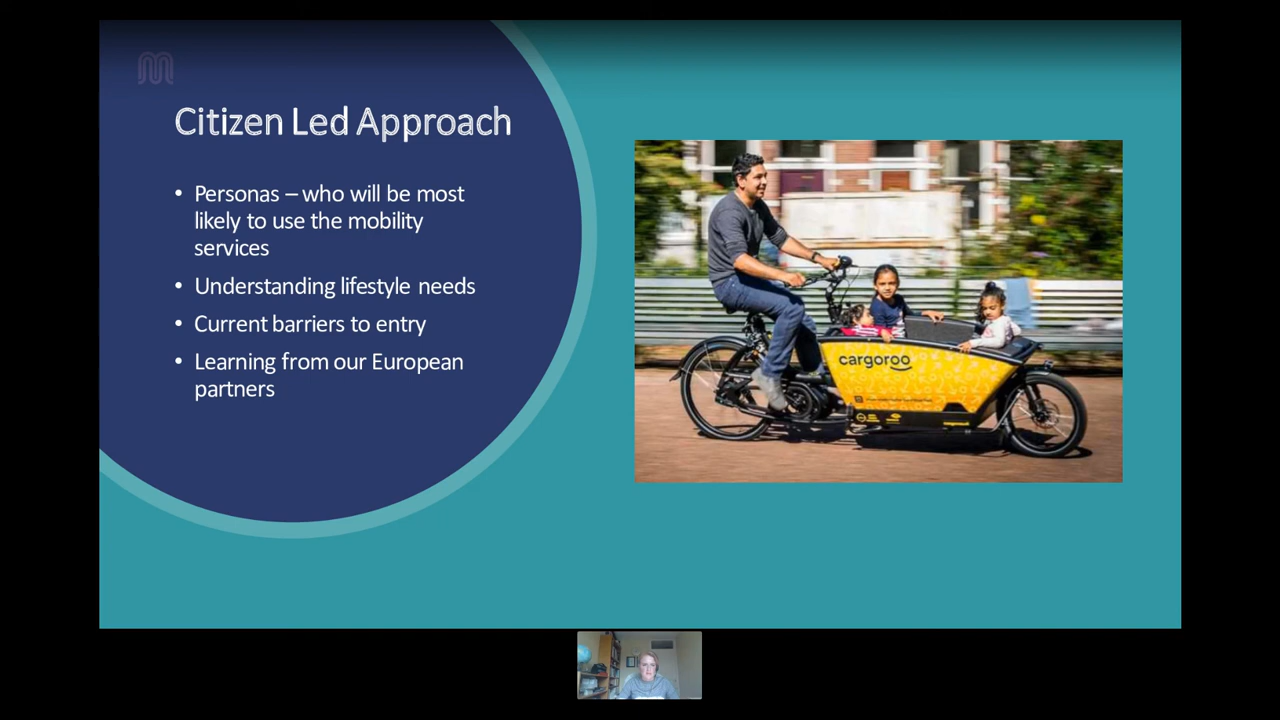 Citizen Led Approach
• Personas – who will be most
likely to use the mobility
services
• Understanding lifestyle needs
• Current barriers to entry
• Learning from our European
partners
cargoroo